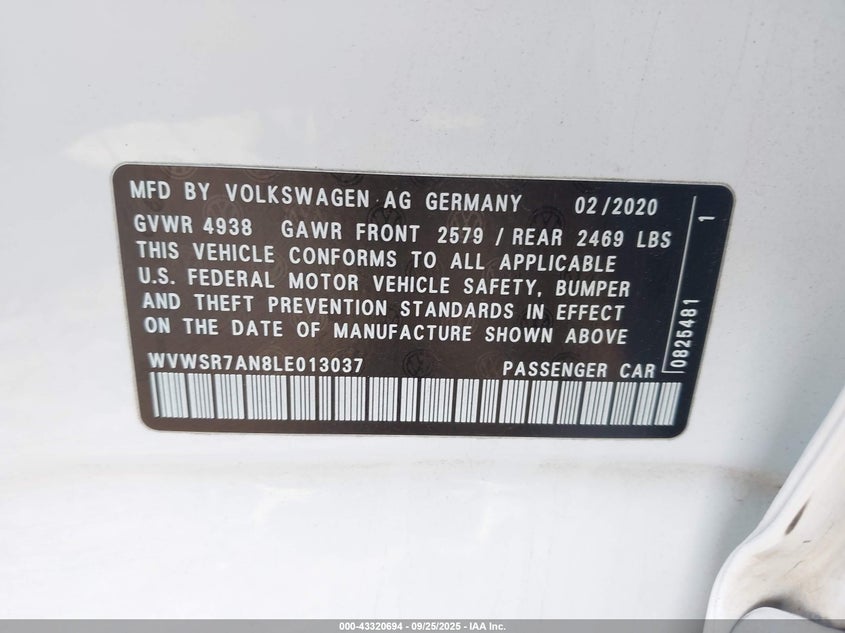 MFD BY VOLKSWAGEN AG GERMANY 02/2020
GVWR 4938 GAWR FRONT 2579 / REAR 2469 LBS
THIS VEHICLE CONFORMS TO ALL APPLICABLE
U.S. FEDERAL MOTOR VEHICLE SAFETY, BUMPER
AND THEFT PREVENTION STANDARDS IN EFFECT
ON THE DATE OF MANUFACTURE SHOWN ABOVE
WVWSR7AN8LE013037 PASSENGER CAR
0825481 1
000-43320694 - 09/25/2025 - IAA Inc.